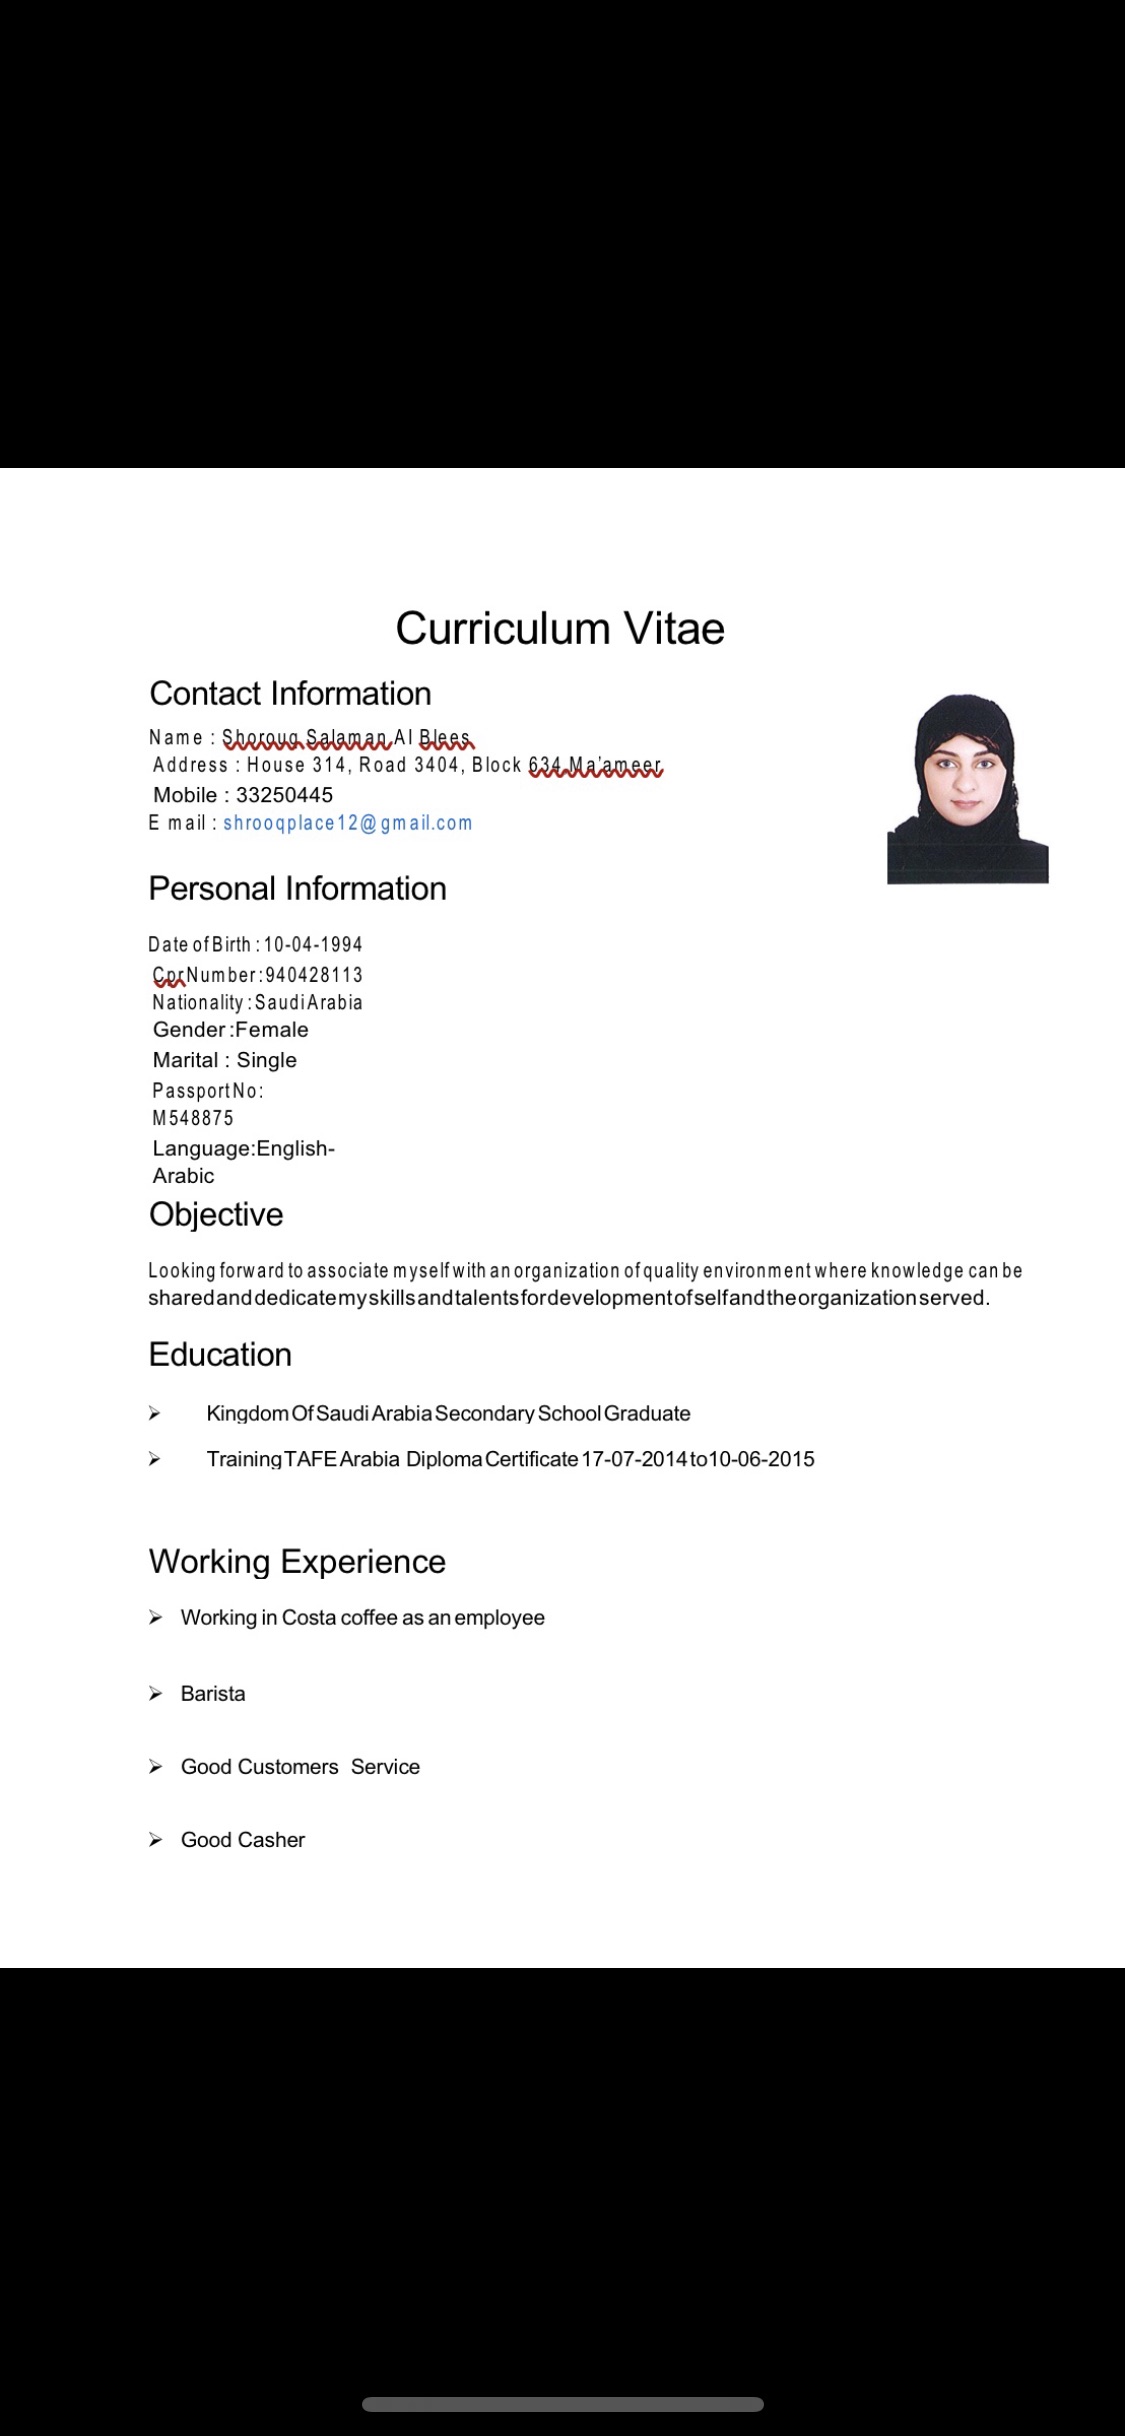 Curriculum Vitae
Contact Information
Name : Shorouq Salaman Al Blees
Address : House 314, Road 3404, Block 634 Ma'ameer
Mobile : 33250445
E mail : shrooqplace12@gmail.com
Personal Information
Date of Birth : 10-04-1994
Cpr Number : 940428113
Nationality : Saudi Arabia
Gender : Female
Marital : Single
Passport No :
M548875
Language:English-
Arabic
Objective
Looking forward to associate myself with an organization of quality environment where knowledge can be
shared and dedicate my skills and talents for development of self and the organization served.
Education
➢ Kingdom Of Saudi Arabia Secondary School Graduate
➢ Training TAFE Arabia Diploma Certificate 17-07-2014 to 10-06-2015
Working Experience
➢ Working in Costa coffee as an employee
➢ Barista
➢ Good Customers Service
➢ Good Casher